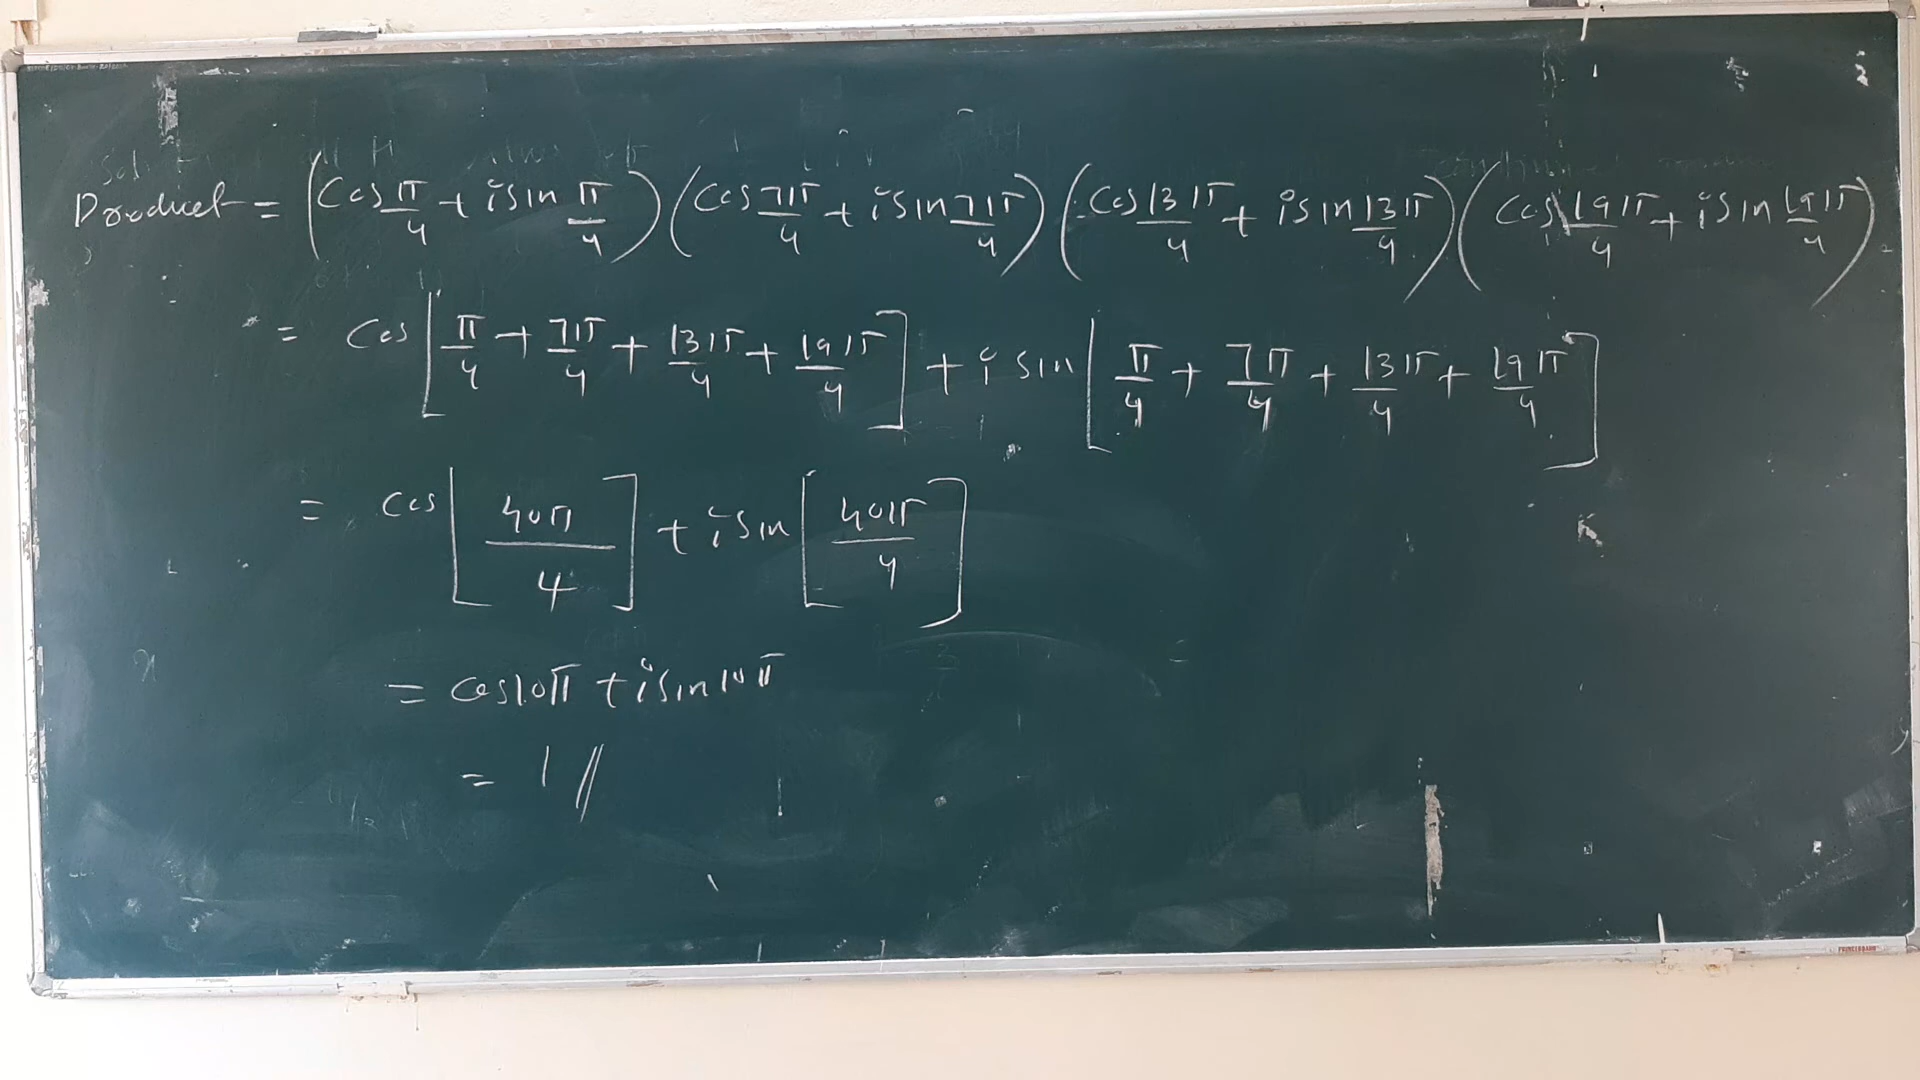 Product = (cos π/4 + i sin π/4) (cos 7π/4 + i sin 7π/4) (cos 13π/4 + i sin 13π/4) (cos 19π/4 + i sin 19π/4)
= cos [π/4 + 7π/4 + 13π/4 + 19π/4] + i sin [π/4 + 7π/4 + 13π/4 + 19π/4]
= cos [40π/4] + i sin [40π/4]
= cos 10π + i sin 10π
= 1 //